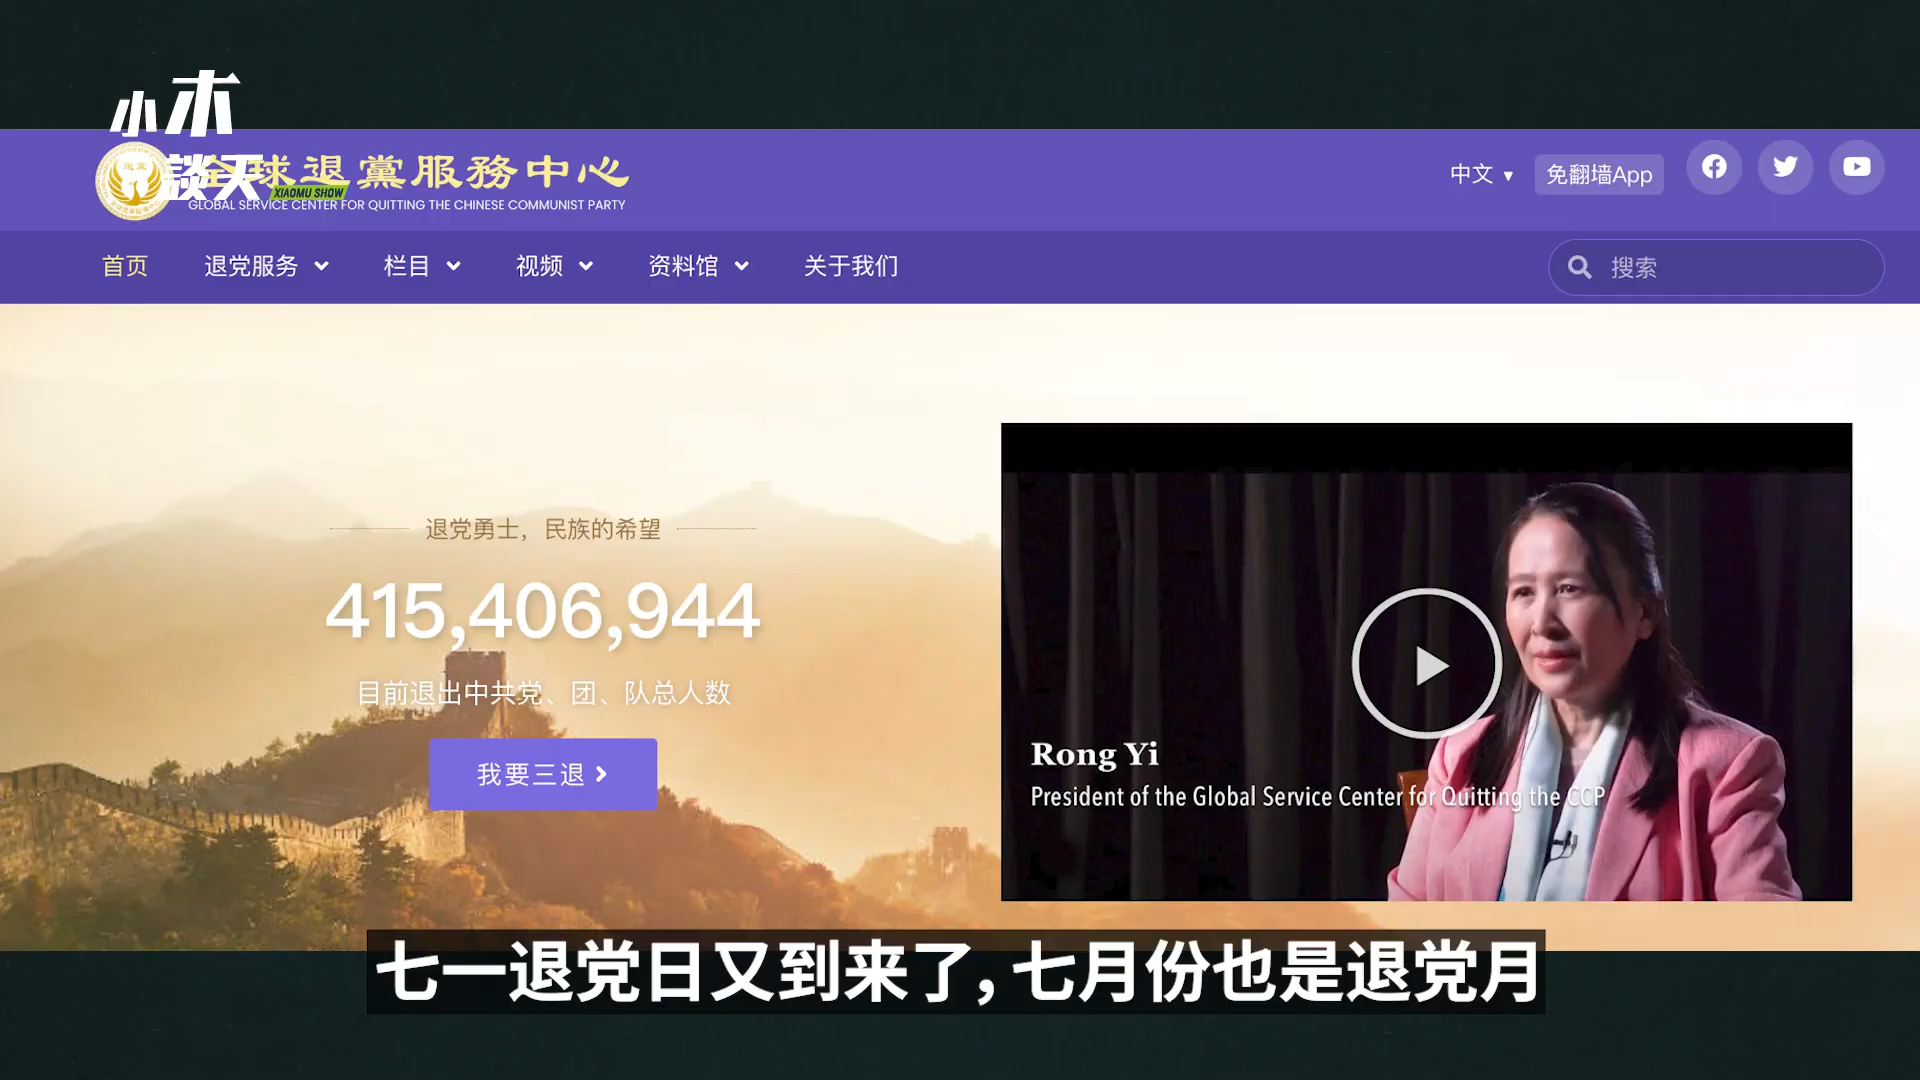 小木
談天
XIAOMU SHOW
全球退黨服務中心
GLOBAL SERVICE CENTER FOR QUITTING THE CHINESE COMMUNIST PARTY
中文
免翻墙App
首页
退党服务
栏目
视频
资料馆
关于我们
搜索
退党勇士，民族的希望
415,406,944
目前退出中共党、团、队总人数
我要三退
Rong Yi
President of the Global Service Center for Quitting the CCP
七一退党日又到来了，七月份也是退党月